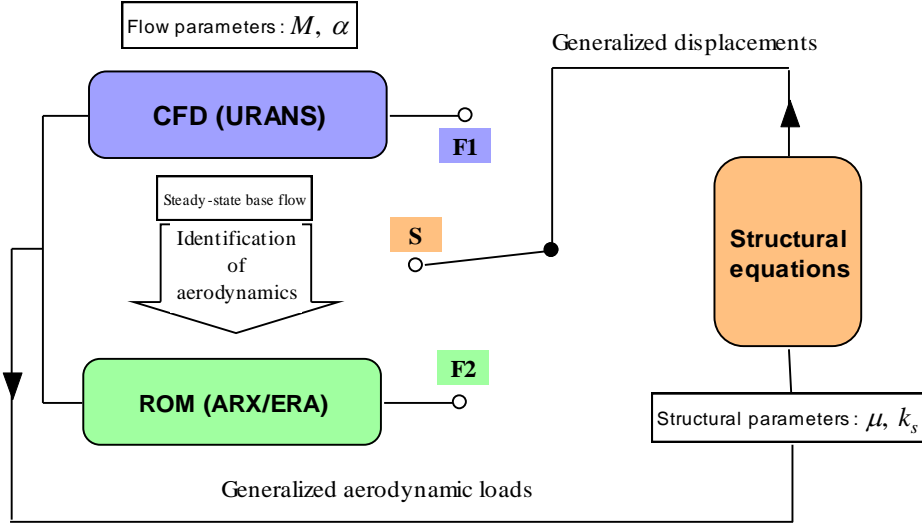 Flow parameters: M, α
Generalized displacements
CFD (URANS)
F1
Steady-state base flow
Identification
of
aerodynamics
S
Structural
equations
F2
ROM (ARX/ERA)
Structural parameters: μ, kₛ
Generalized aerodynamic loads